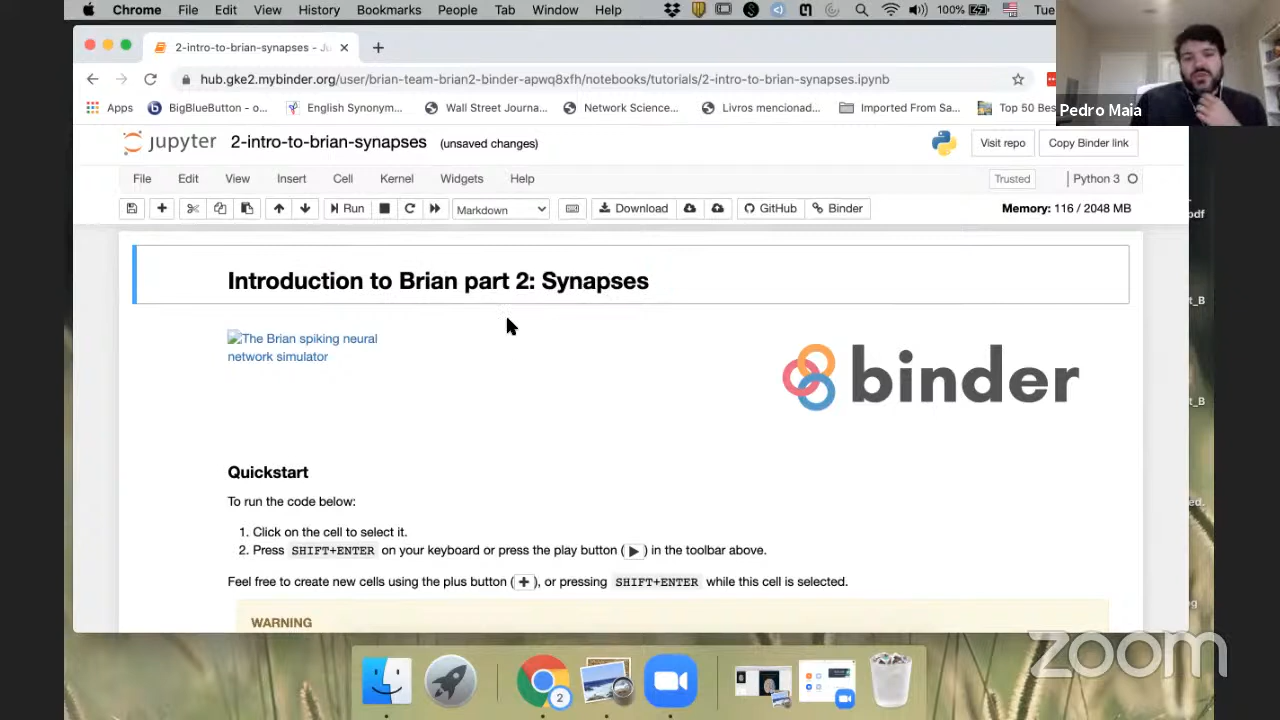 Chrome File Edit View History Bookmarks People Tab Window Help 100% Tue
2-intro-to-brian-synapses - Ju
hub.gke2.mybinder.org/user/brian-team-brian2-binder-apwq8xfh/notebooks/tutorials/2-intro-to-brian-synapses.ipynb
Apps BigBlueButton - o... English Synonym... Wall Street Journa... Network Science... Livros mencionad... Imported From Sa... Top 50 Bes
Pedro Maia
jupyter 2-intro-to-brian-synapses (unsaved changes) Visit repo Copy Binder link
File Edit View Insert Cell Kernel Widgets Help Trusted Python 3
Run Markdown Download GitHub Binder Memory: 116 / 2048 MB
pdf
Introduction to Brian part 2: Synapses
t_B
The Brian spiking neural
network simulator
binder
t_B
Quickstart
To run the code below:
ed.
1. Click on the cell to select it.
2. Press SHIFT+ENTER on your keyboard or press the play button ( ) in the toolbar above.
Feel free to create new cells using the plus button ( ), or pressing SHIFT+ENTER while this cell is selected.
WARNING
zoom
2